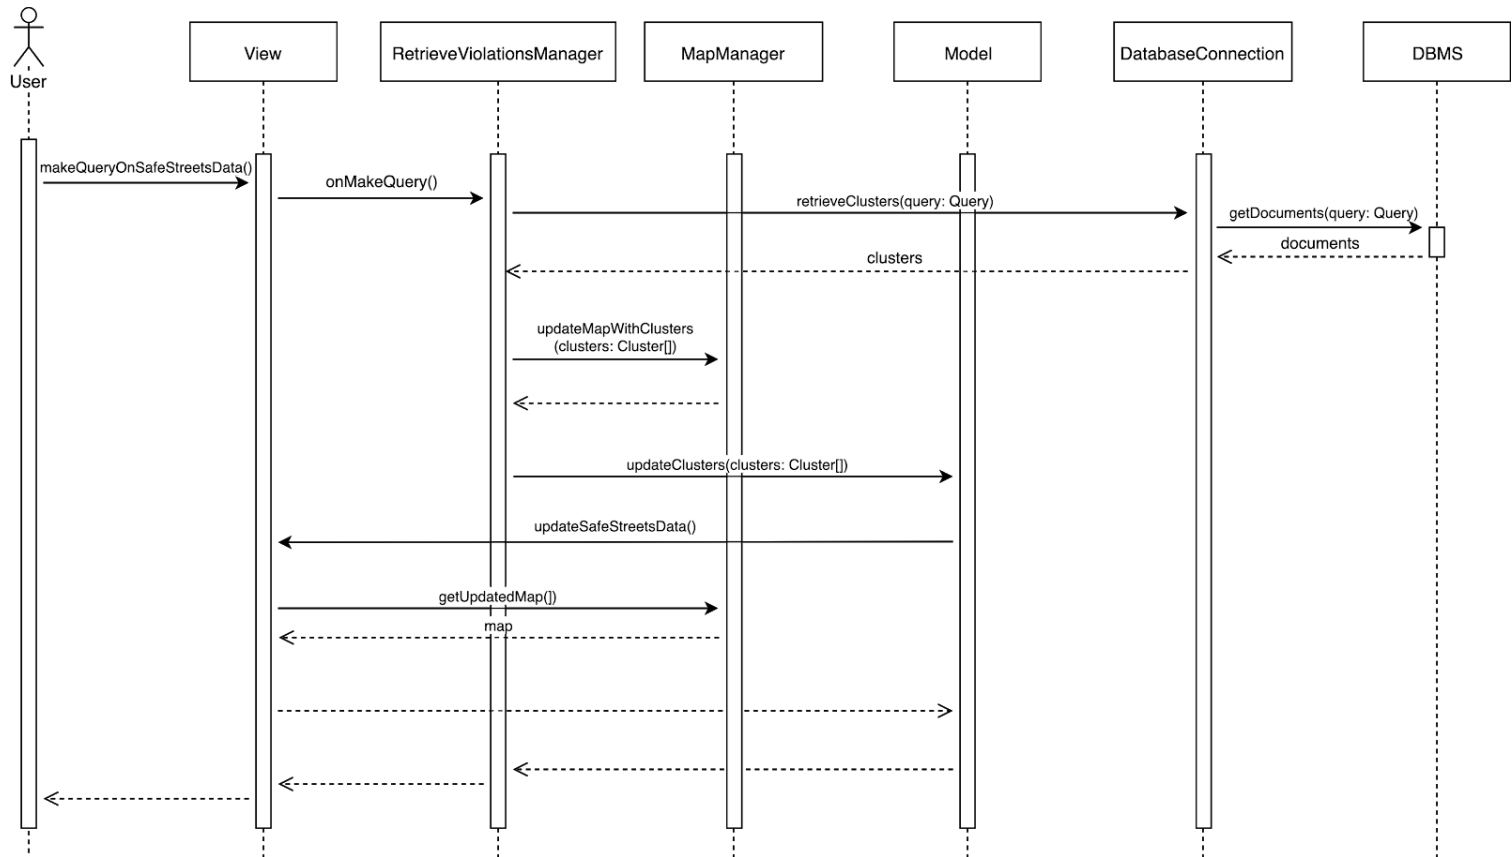 User
View
RetrieveViolationsManager
MapManager
Model
DatabaseConnection
DBMS
makeQueryOnSafeStreetsData()
onMakeQuery()
retrieveClusters(query: Query)
getDocuments(query: Query)
documents
clusters
updateMapWithClusters
(clusters: Cluster[])
updateClusters(clusters: Cluster[])
updateSafeStreetsData()
getUpdatedMap(])
map